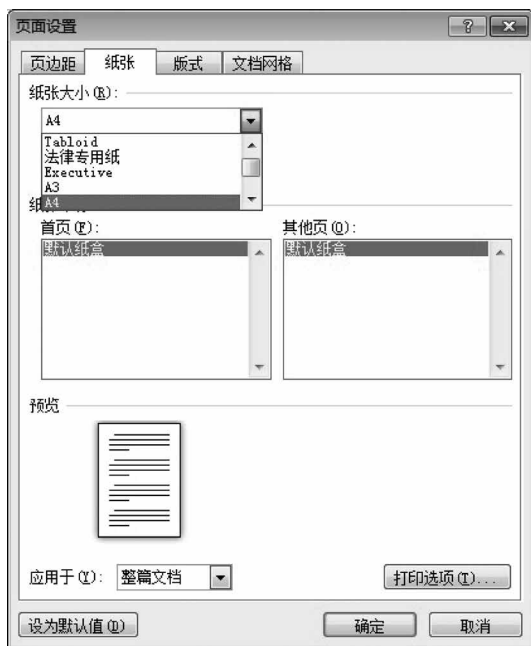 页面设置
页边距 纸张 版式 文档网格
纸张大小(R):
A4
Tabloid
法律专用纸
Executive
A3
A4
首页(F): 其他页(O):
默认纸盒 默认纸盒
预览
应用于(Y): 整篇文档 打印选项(T)...
设为默认值(D) 确定 取消